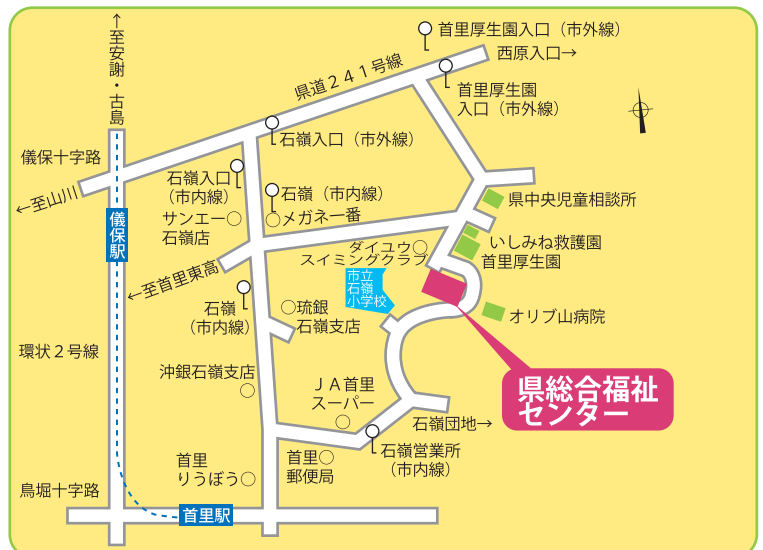 ↑至安謝・古島
首里厚生園入口（市外線）
西原入口→
県道２４１号線
首里厚生園
入口（市外線）
石嶺入口（市外線）
儀保十字路
石嶺入口
（市内線）
←至山川
石嶺（市内線）
県中央児童相談所
サンエー○
石嶺店
○メガネ一番
儀保駅
いしみね救護園
ダイユウ○
スイミングクラブ
首里厚生園
←至首里東高
市立
石嶺
小学校
石嶺
（市内線）
○琉銀
石嶺支店
オリブ山病院
環状２号線
沖銀石嶺支店
○
ＪＡ首里
スーパー
○
県総合福祉
センター
石嶺団地→
石嶺営業所
（市内線）
首里
りうぼう○
首里○
郵便局
鳥堀十字路
首里駅